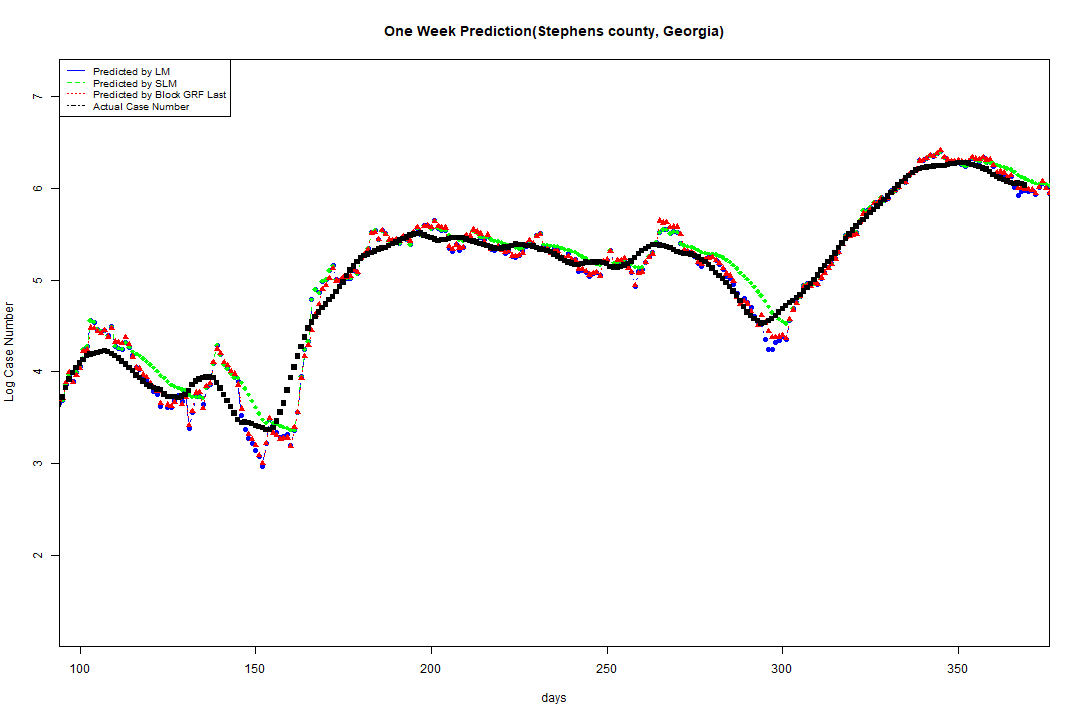 One Week Prediction(Stephens county, Georgia)
Predicted by LM
Predicted by SLM
Predicted by Block GRF Last
Actual Case Number
7
6
5
4
3
2
Log Case Number
100 150 200 250 300 350
days